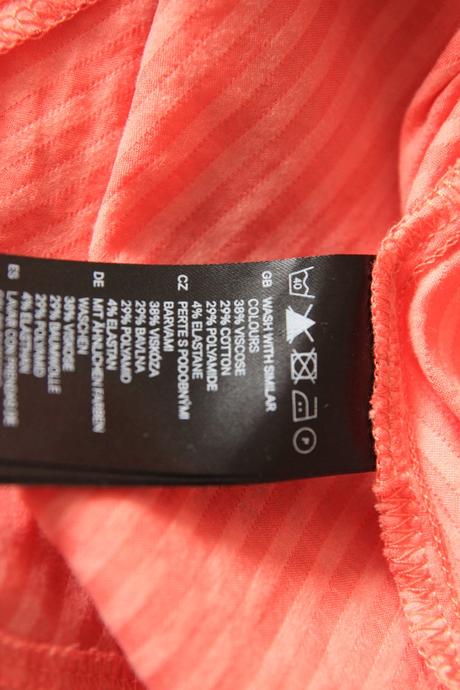 40 P
GB WASH WITH SIMILAR
COLOURS
38% VISCOSE
29% COTTON
29% POLYAMIDE
4% ELASTANE
CZ PERTE S PODOBNÝMI
BARVAMI
38% VISKÓZA
29% BAVLNA
29% POLYAMID
4% ELASTAN
DE MIT ÄHNLICHEN FARBEN
WASCHEN
38% VISKOSE
29% BAUMWOLLE
29% POLYAMID
4% ELASTAN
ES